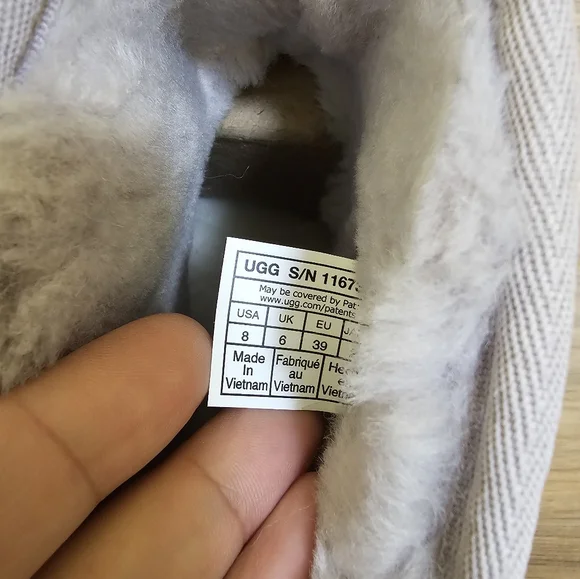 UGG S/N 1167
May be covered by Pat
www.ugg.com/patents
USA UK EU
8 6 39
Made Fabriqué
In au
Vietnam Vietnam